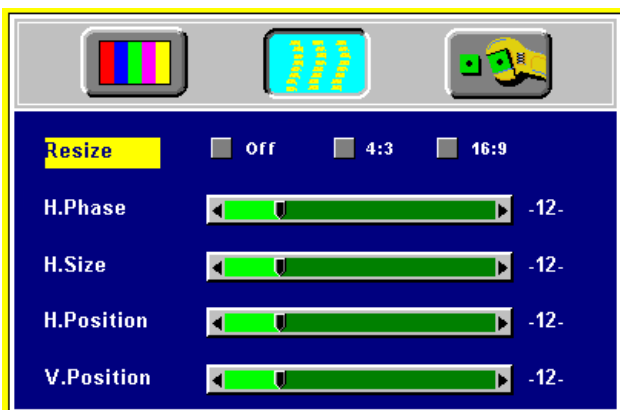 Resize Off 4:3 16:9
H.Phase -12-
H.Size -12-
H.Position -12-
V.Position -12-